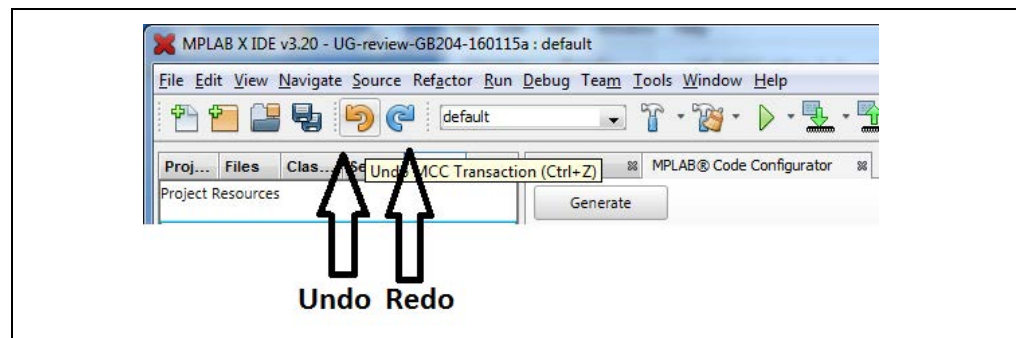 MPLAB X IDE v3.20 - UG-review-GB204-160115a : default
File Edit View Navigate Source Refactor Run Debug Team Tools Window Help
default
Proj... Files Clas... MPLAB® Code Configurator
Undo MCC Transaction (Ctrl+Z)
Project Resources
Generate
Undo Redo